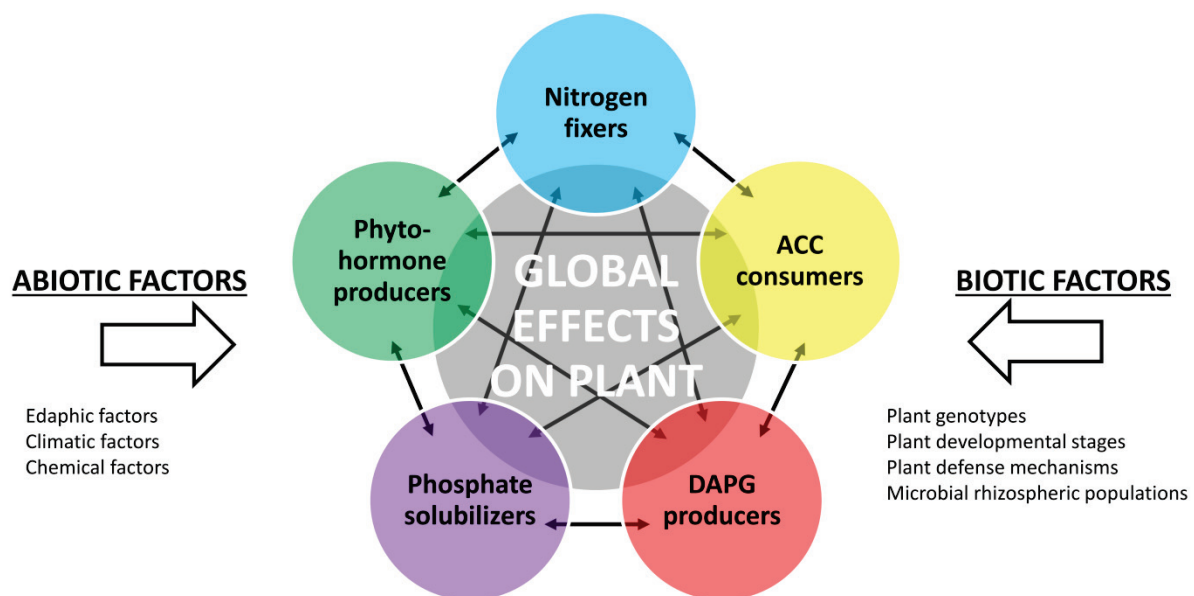 Nitrogen
fixers
Phyto-
hormone
producers
ACC
consumers
GLOBAL
EFFECTS
ON PLANT
ABIOTIC FACTORS
Edaphic factors
Climatic factors
Chemical factors
BIOTIC FACTORS
Plant genotypes
Plant developmental stages
Plant defense mechanisms
Microbial rhizospheric populations
Phosphate
solubilizers
DAPG
producers